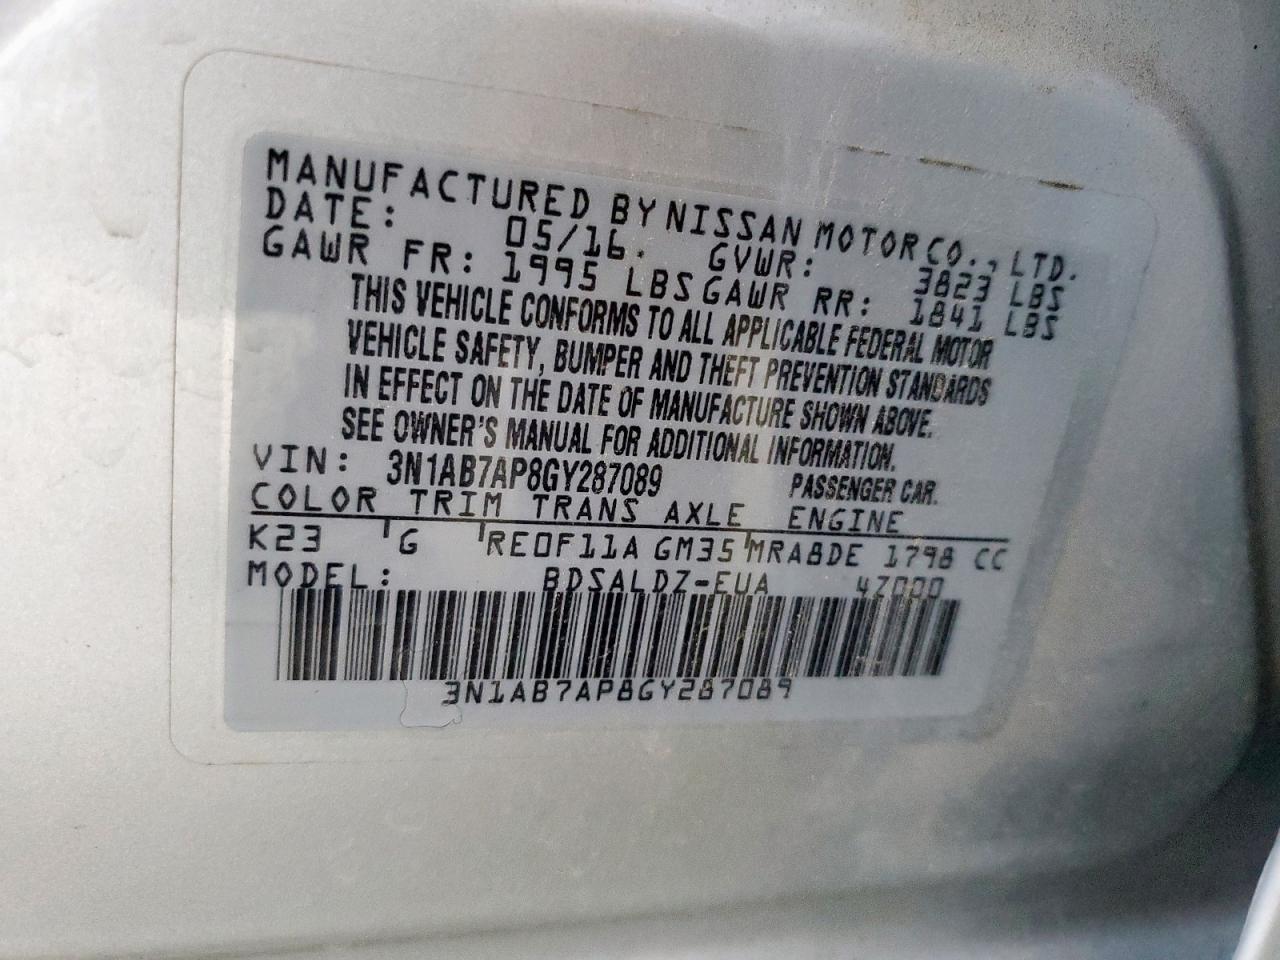 MANUFACTURED BY NISSAN MOTOR CO., LTD.
DATE: 05/16. GVWR: 3823 LBS
GAWR FR: 1995 LBS GAWR RR: 1841 LBS
THIS VEHICLE CONFORMS TO ALL APPLICABLE FEDERAL MOTOR
VEHICLE SAFETY, BUMPER AND THEFT PREVENTION STANDARDS
IN EFFECT ON THE DATE OF MANUFACTURE SHOWN ABOVE.
SEE OWNER'S MANUAL FOR ADDITIONAL INFORMATION.
VIN: 3N1AB7AP8GY287089 PASSENGER CAR.
COLOR TRIM TRANS AXLE ENGINE
K23 G RE0F11A GM35 MRA8DE 1798 CC
MODEL: BDSALDZ-EUA 4Z000
3N1AB7AP8GY287089